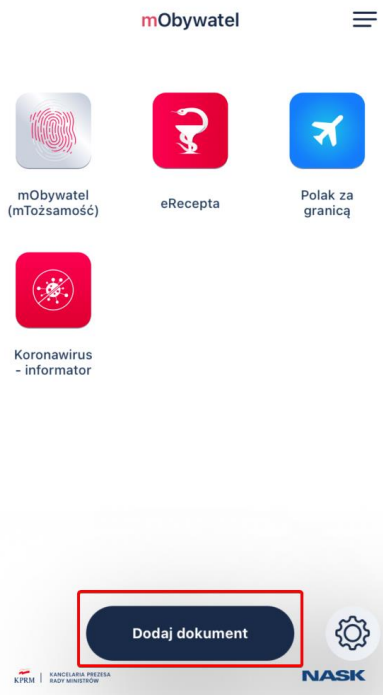 mObywatel
mObywatel
(mTożsamość)
eRecepta
Polak za
granicą
Koronawirus
- informator
Dodaj dokument
KPRM
KANCELARIA PREZESA
RADY MINISTRÓW
NASK